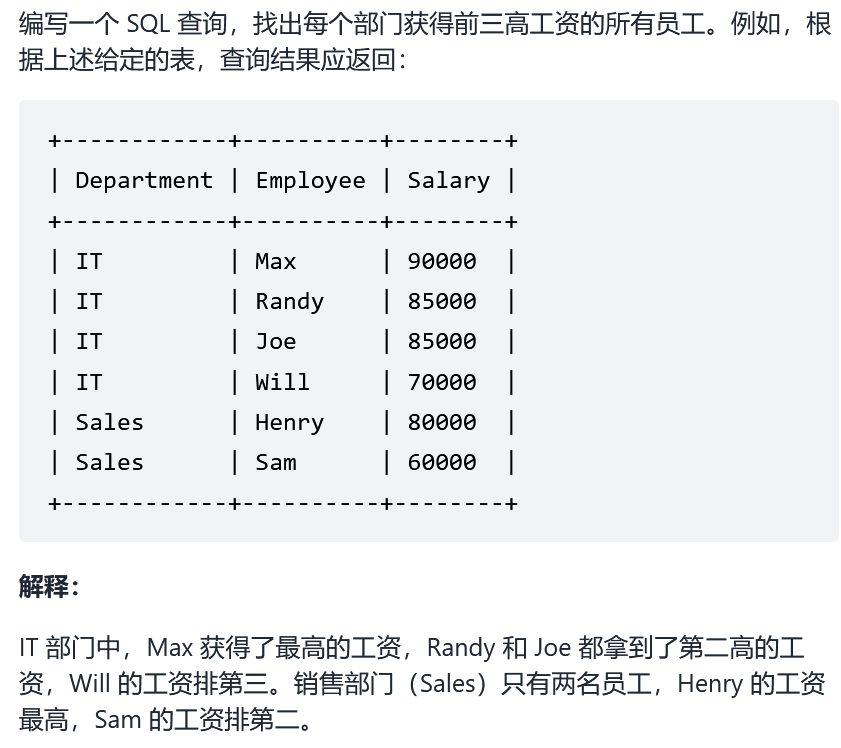 编写一个 SQL 查询，找出每个部门获得前三高工资的所有员工。例如，根
据上述给定的表，查询结果应返回：
+------------+----------+--------+
| Department | Employee | Salary |
+------------+----------+--------+
| IT         | Max      | 90000  |
| IT         | Randy    | 85000  |
| IT         | Joe      | 85000  |
| IT         | Will     | 70000  |
| Sales      | Henry    | 80000  |
| Sales      | Sam      | 60000  |
+------------+----------+--------+
解释：
IT 部门中，Max 获得了最高的工资，Randy 和 Joe 都拿到了第二高的工
资，Will 的工资排第三。销售部门（Sales）只有两名员工，Henry 的工资
最高，Sam 的工资排第二。